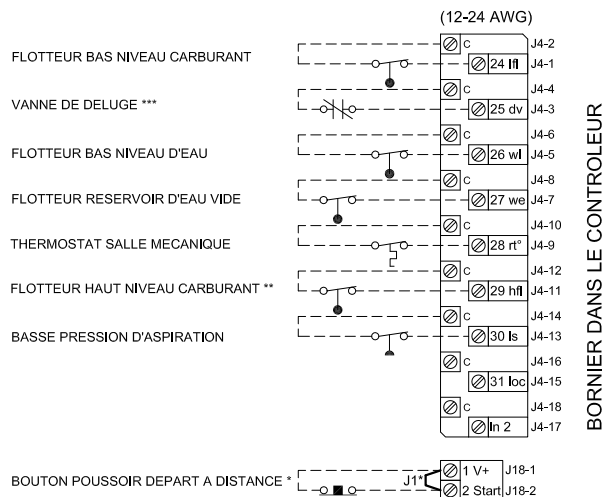 (12-24 AWG)
C J4-2
FLOTTEUR BAS NIVEAU CARBURANT 24 lfl J4-1
C J4-4
VANNE DE DELUGE *** 25 dv J4-3
C J4-6
FLOTTEUR BAS NIVEAU D'EAU 26 wl J4-5
C J4-8
FLOTTEUR RESERVOIR D'EAU VIDE 27 we J4-7
C J4-10
THERMOSTAT SALLE MECANIQUE 28 rt° J4-9
C J4-12
FLOTTEUR HAUT NIVEAU CARBURANT ** 29 hfl J4-11
C J4-14
BASSE PRESSION D'ASPIRATION 30 ls J4-13
C J4-16
31 loc J4-15
C J4-18
In 2 J4-17
BORNIER DANS LE CONTROLEUR
1 V+ J18-1
BOUTON POUSSOIR DEPART A DISTANCE * J1* 2 Start J18-2